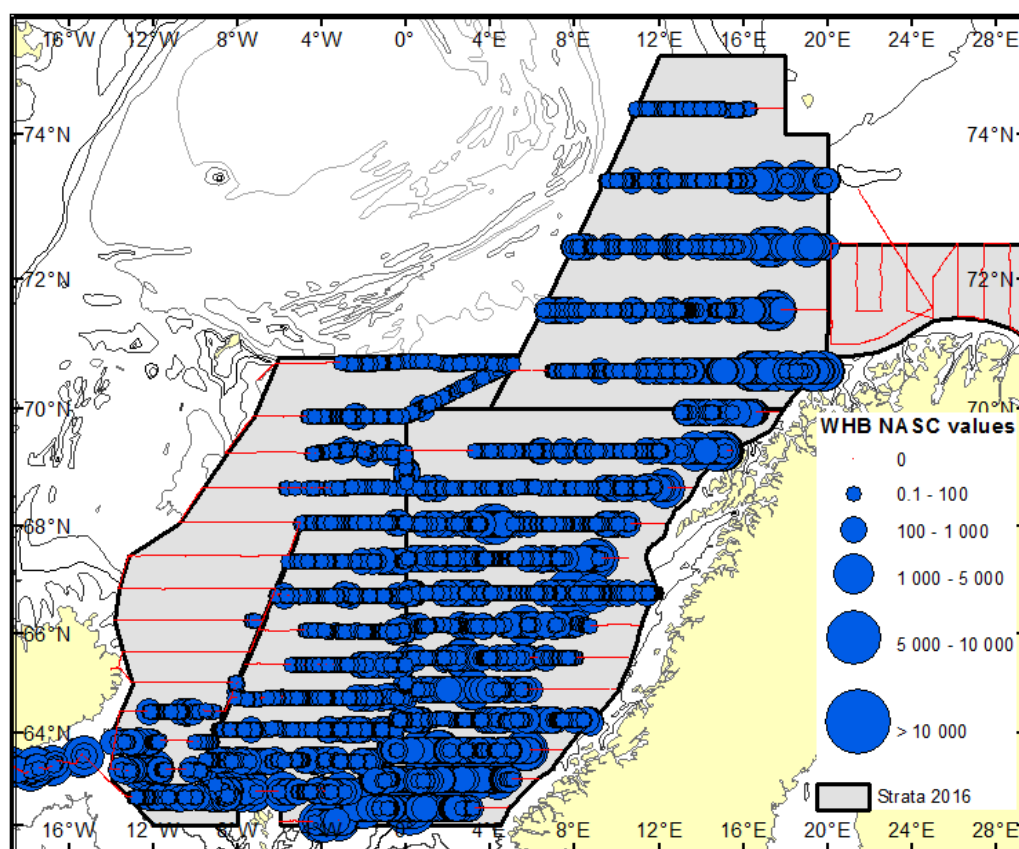 16°W 12°W 8°W 4°W 0° 4°E 8°E 12°E 16°E 20°E 24°E 28°E
74°N 74°N
72°N 72°N
70°N 70°N
WHB NASC values
0
0.1 - 100
100 - 1 000
68°N
1 000 - 5 000
66°N
5 000 - 10 000
64°N
> 10 000
Strata 2016
16°W 12°W 8°W 4°W 0° 4°E 8°E 12°E 16°E 20°E 24°E 28°E